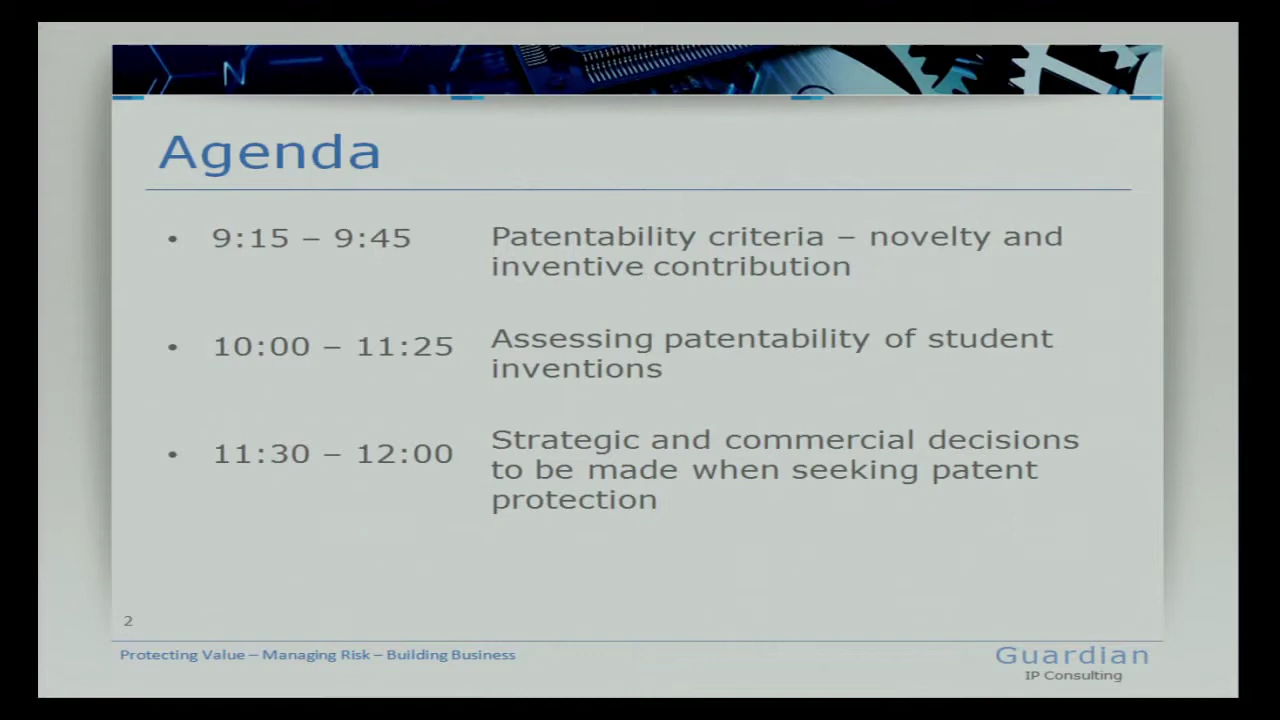 N
Agenda
• 9:15 – 9:45 Patentability criteria – novelty and
inventive contribution
• 10:00 – 11:25 Assessing patentability of student
inventions
• 11:30 – 12:00 Strategic and commercial decisions
to be made when seeking patent
protection
2
Protecting Value – Managing Risk – Building Business
Guardian
IP Consulting